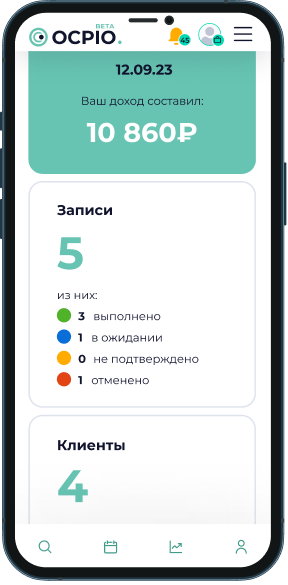 BETA
OCPIO.
45
12.09.23
Ваш доход составил:
10 860₽
Записи
5
из них:
3 выполнено
1 в ожидании
0 не подтверждено
1 отменено
Клиенты
4